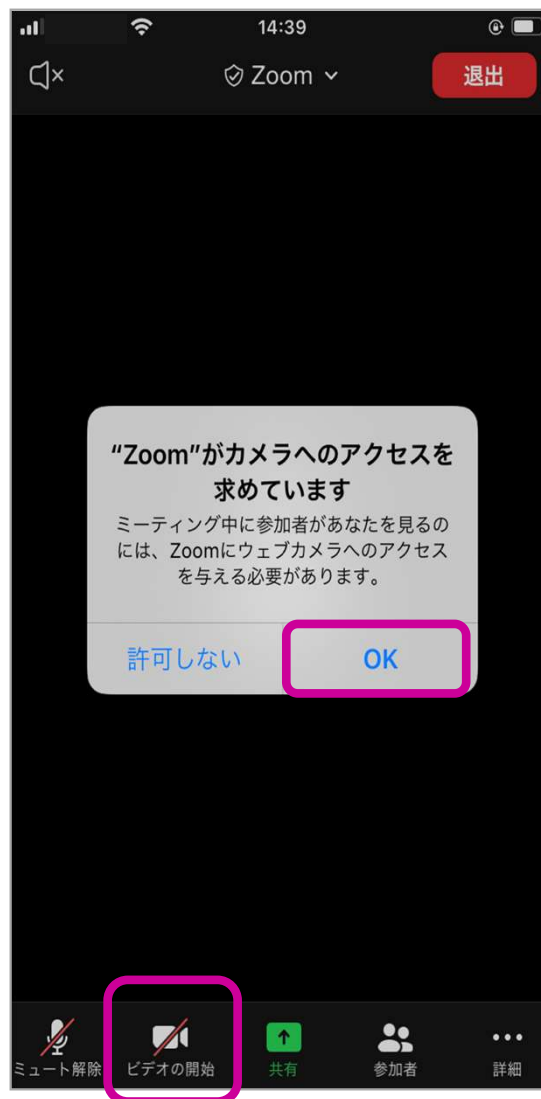 14:39
Zoom
退出
“Zoom”がカメラへのアクセスを
求めています
ミーティング中に参加者があなたを見るの
には、Zoomにウェブカメラへのアクセス
を与える必要があります。
許可しない
OK
ミュート解除
ビデオの開始
共有
参加者
詳細